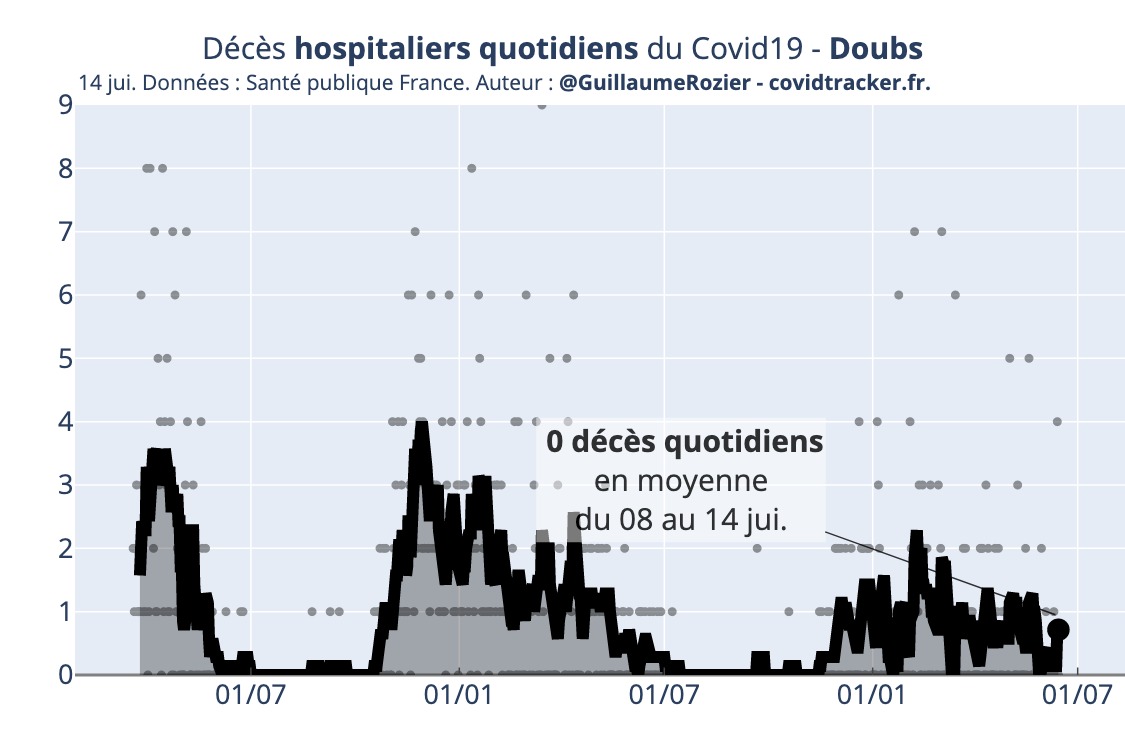 Décès hospitaliers quotidiens du Covid19 - Doubs
14 jui. Données : Santé publique France. Auteur : @GuillaumeRozier - covidtracker.fr.
9
8
7
6
5
4
3
2
1
0
0 décès quotidiens
en moyenne
du 08 au 14 jui.
01/07 01/01 01/07 01/01 01/07